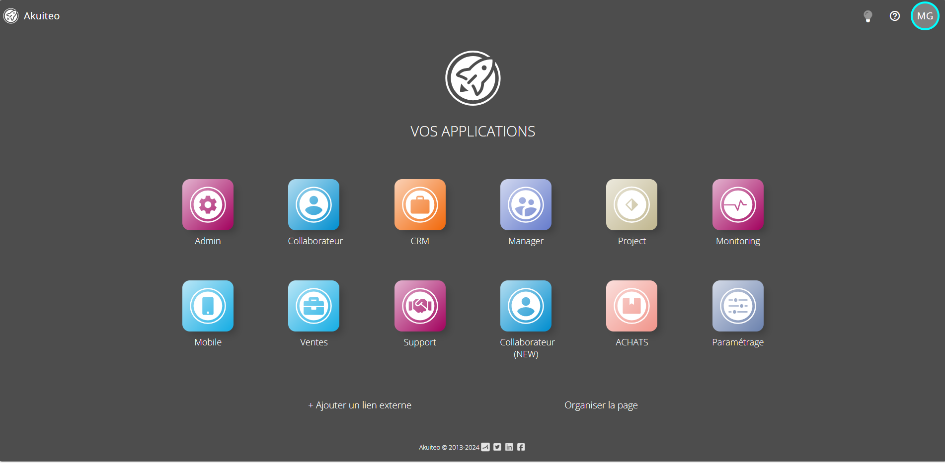 Akuiteo
MG
VOS APPLICATIONS
Admin
Collaborateur
CRM
Manager
Project
Monitoring
Mobile
Ventes
Support
Collaborateur
(NEW)
ACHATS
Paramétrage
+ Ajouter un lien externe
Organiser la page
Akuiteo © 2013-2024